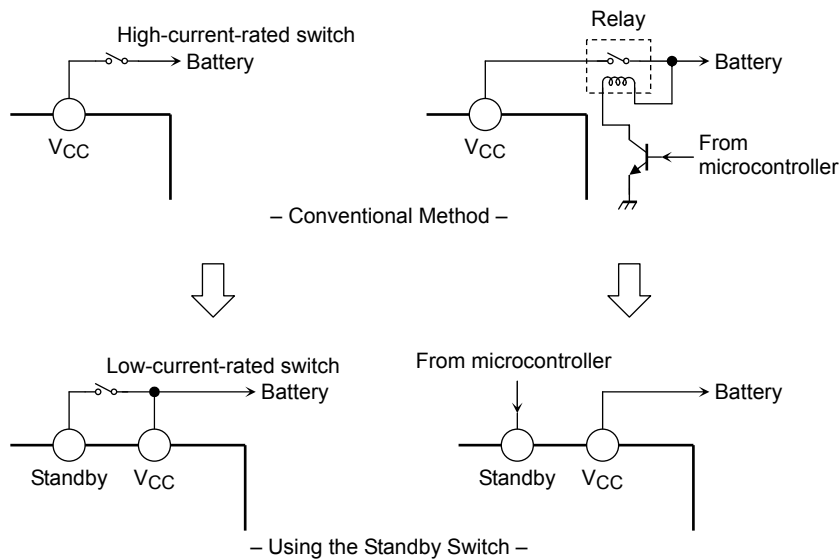 High-current-rated switch
Battery
VCC
Relay
Battery
VCC
From
microcontroller
– Conventional Method –
Low-current-rated switch
Battery
Standby
VCC
From microcontroller
Battery
Standby
VCC
– Using the Standby Switch –